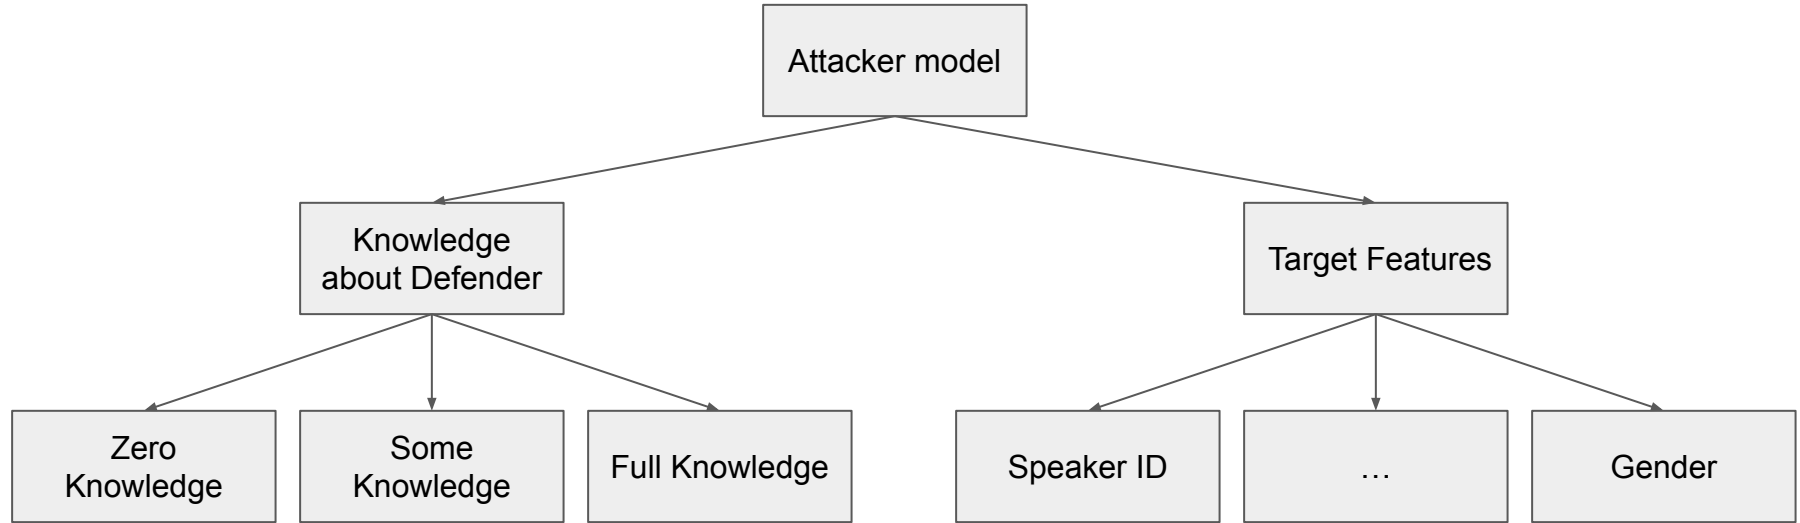 Attacker model
Knowledge
about Defender
Target Features
Zero
Knowledge
Some
Knowledge
Full Knowledge
Speaker ID
…
Gender